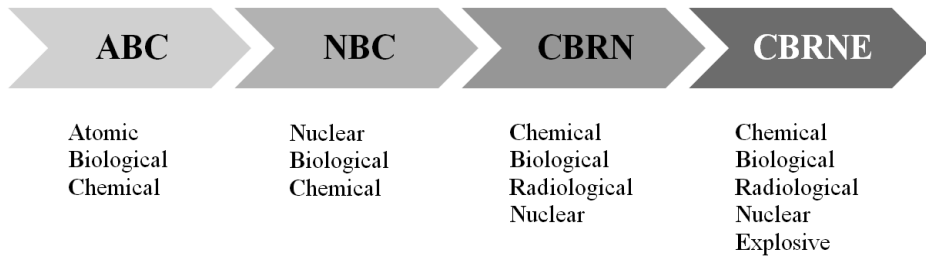 ABC NBC CBRN CBRNE
Atomic
Biological
Chemical
Nuclear
Biological
Chemical
Chemical
Biological
Radiological
Nuclear
Chemical
Biological
Radiological
Nuclear
Explosive